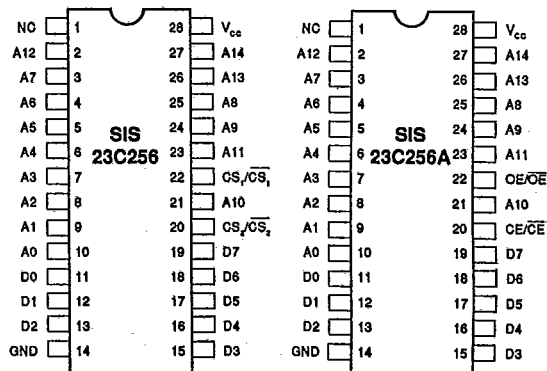 NC 1 28 Vcc NC 1 28 Vcc
A12 2 27 A14 A12 2 27 A14
A7 3 26 A13 A7 3 26 A13
A6 4 25 A8 A6 4 25 A8
A5 5 24 A9 A5 5 24 A9
SIS SIS
A4 6 23 A11 A4 6 23 A11
23C256 23C256A
A3 7 22 CS₁/C̅S̅₁̅ A3 7 22 OE/O̅E̅
A2 8 21 A10 A2 8 21 A10
A1 9 20 CS₂/C̅S̅₂̅ A1 9 20 CE/C̅E̅
A0 10 19 D7 A0 10 19 D7
D0 11 18 D6 D0 11 18 D6
D1 12 17 D5 D1 12 17 D5
D2 13 16 D4 D2 13 16 D4
GND 14 15 D3 GND 14 15 D3